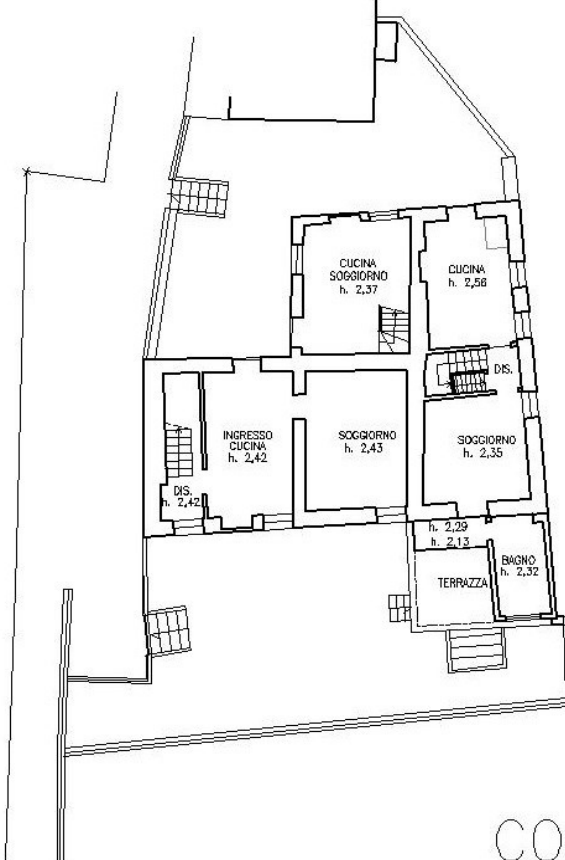 CUCINA
SOGGIORNO
h. 2,37
CUCINA
h. 2,56
DIS.
INGRESSO
CUCINA
h. 2,42
SOGGIORNO
h. 2,43
SOGGIORNO
h. 2,35
DIS.
h. 2,42
h. 2,29
h. 2,13
BAGNO
h. 2,32
TERRAZZA
CO